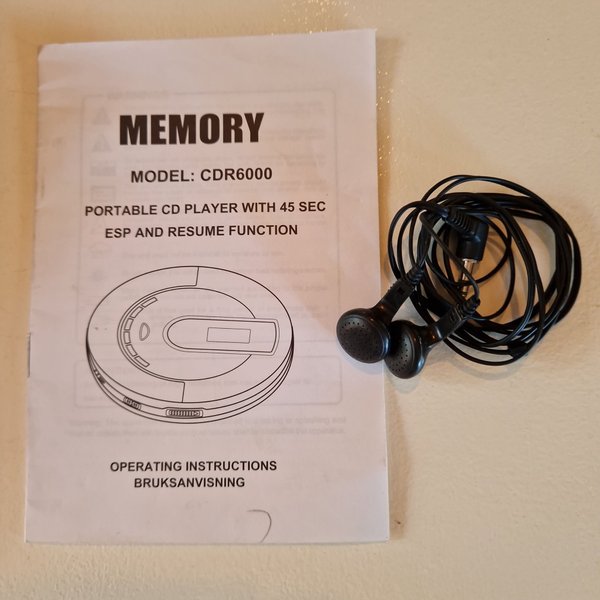 MEMORY
MODEL: CDR6000
PORTABLE CD PLAYER WITH 45 SEC
ESP AND RESUME FUNCTION
OPERATING INSTRUCTIONS
BRUKSANVISNING